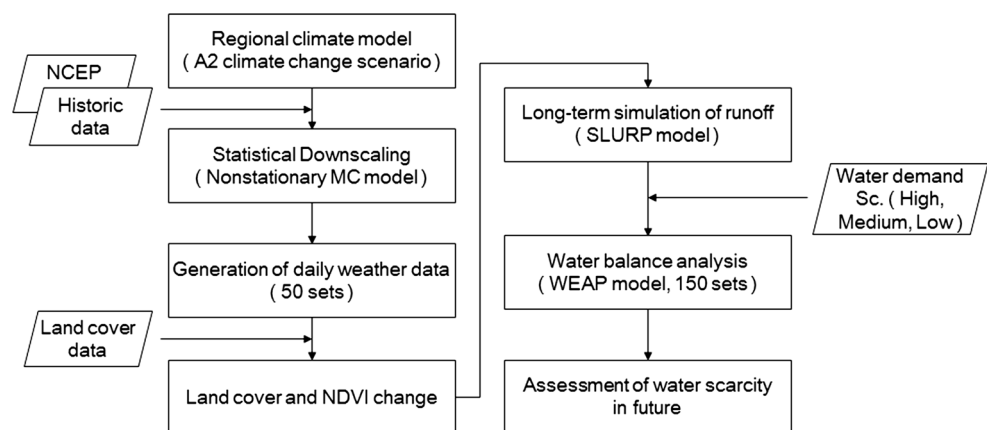 Regional climate model
( A2 climate change scenario)
NCEP
Historic
data
Statistical Downscaling
( Nonstationary MC model)
Generation of daily weather data
( 50 sets )
Land cover
data
Land cover and NDVI change
Long-term simulation of runoff
( SLURP model)
Water demand
Sc. ( High,
Medium, Low )
Water balance analysis
( WEAP model, 150 sets)
Assessment of water scarcity
in future